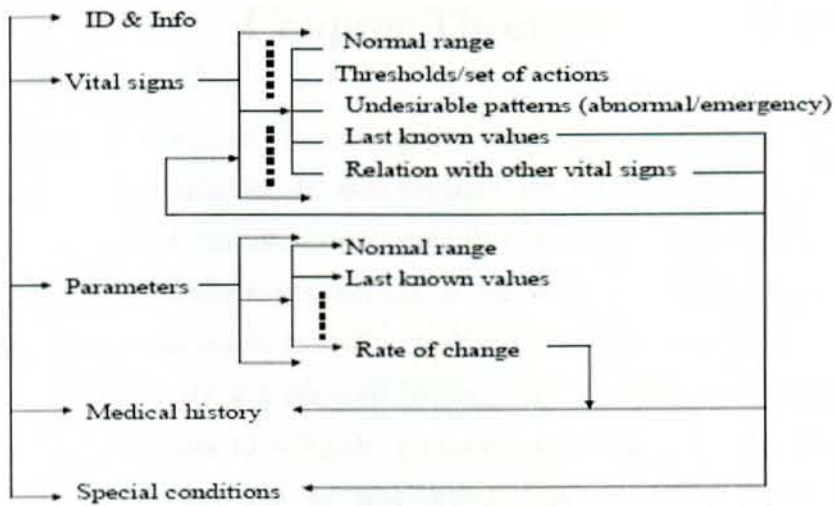 ID & Info
Normal range
Vital signs
Thresholds/set of actions
Undesirable patterns (abnormal/emergency)
Last known values
Relation with other vital signs
Normal range
Parameters
Last known values
Rate of change
Medical history
Special conditions